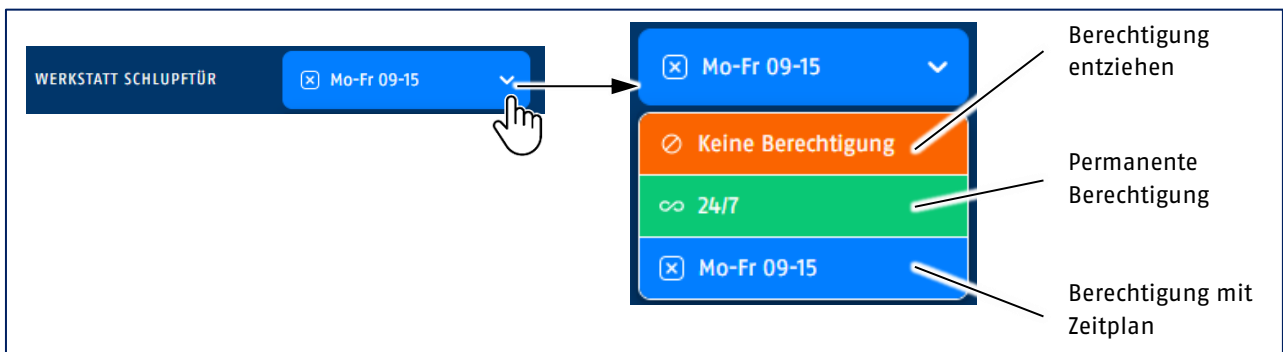 WERKSTATT SCHLUPFTÜR
Mo-Fr 09-15
Mo-Fr 09-15
Keine Berechtigung
24/7
Mo-Fr 09-15
Berechtigung
entziehen
Permanente
Berechtigung
Berechtigung mit
Zeitplan